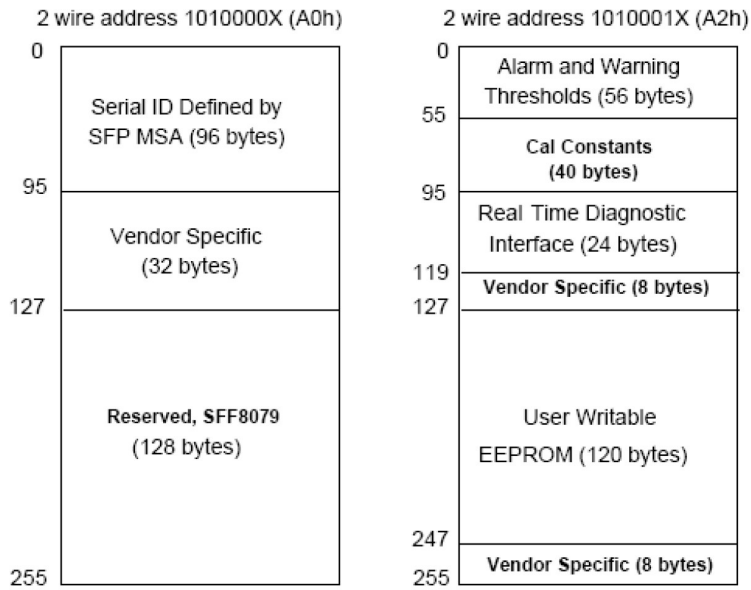 2 wire address 1010000X (A0h)
0
Serial ID Defined by
SFP MSA (96 bytes)
95
Vendor Specific
(32 bytes)
127
Reserved, SFF8079
(128 bytes)
255
2 wire address 1010001X (A2h)
0
Alarm and Warning
Thresholds (56 bytes)
55
Cal Constants
(40 bytes)
95
Real Time Diagnostic
Interface (24 bytes)
119
Vendor Specific (8 bytes)
127
User Writable
EEPROM (120 bytes)
247
Vendor Specific (8 bytes)
255